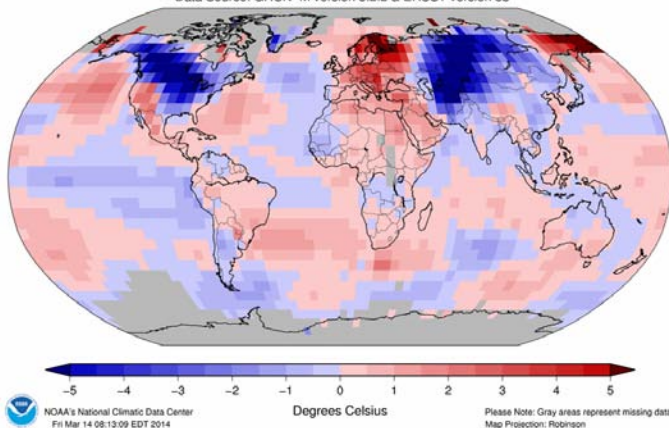 -5 -4 -3 -2 -1 0 1 2 3 4 5
Degrees Celsius
NOAA's National Climatic Data Center
Fri Mar 14 08:13:09 EDT 2014
Please Note: Gray areas represent missing data
Map Projection: Robinson